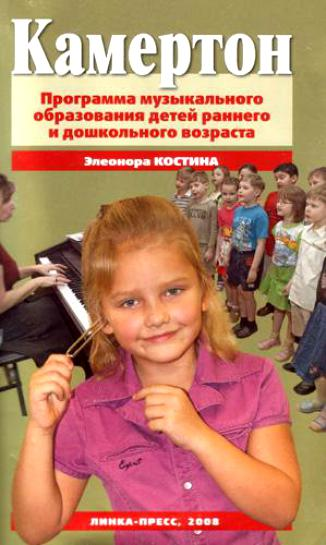 Камертон
Программа музыкального
образования детей раннего
и дошкольного возраста
Элеонора КОСТИНА
ЛИНКА-ПРЕСС, 2008